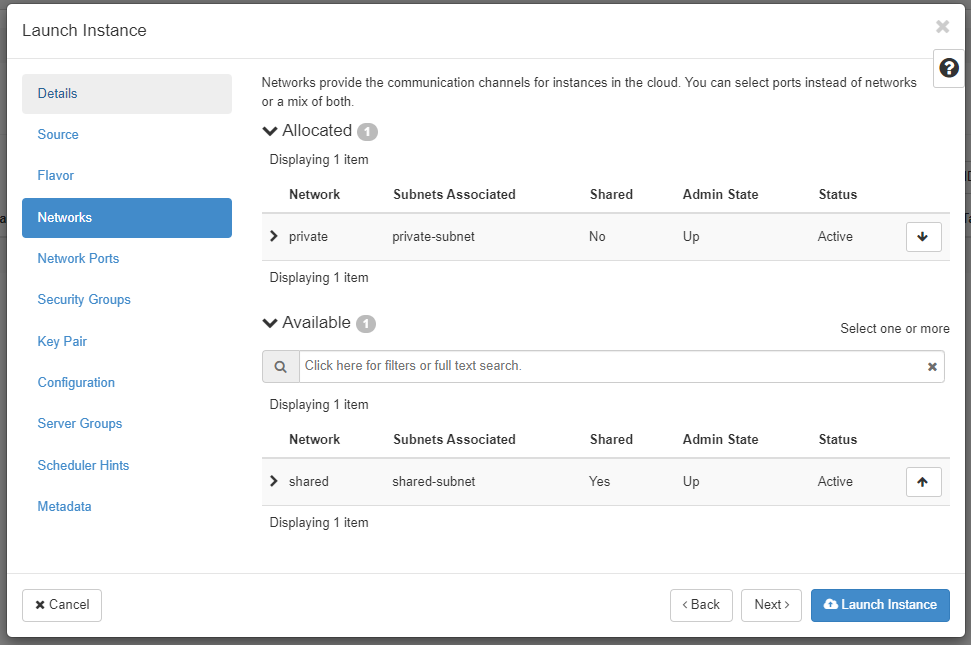 Launch Instance
Details
Source
Flavor
Networks
Network Ports
Security Groups
Key Pair
Configuration
Server Groups
Scheduler Hints
Metadata
Networks provide the communication channels for instances in the cloud. You can select ports instead of networks
or a mix of both.
Allocated 1
Displaying 1 item
Network Subnets Associated Shared Admin State Status
private private-subnet No Up Active
Displaying 1 item
Available 1
Select one or more
Click here for filters or full text search.
Displaying 1 item
Network Subnets Associated Shared Admin State Status
shared shared-subnet Yes Up Active
Displaying 1 item
Cancel
Back
Next
Launch Instance